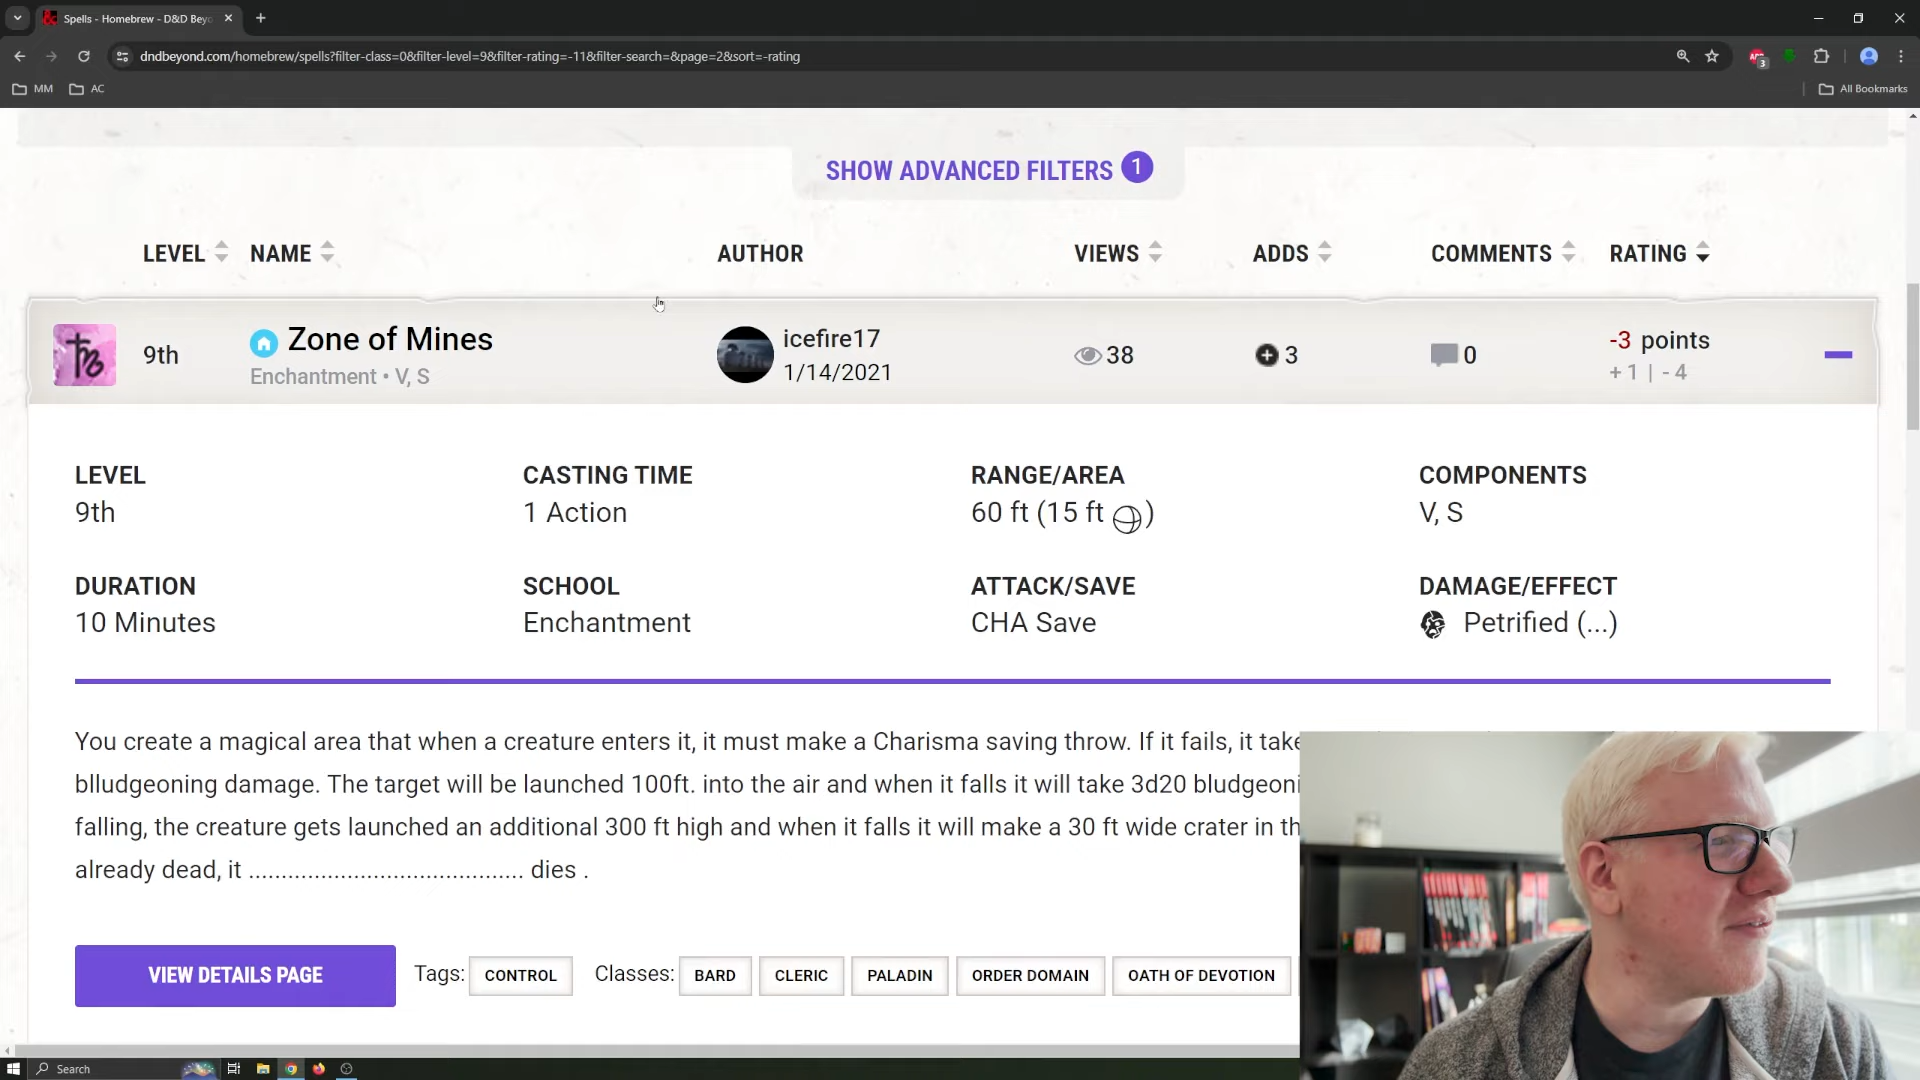 Spells - Homebrew - D&D Beyo
dndbeyond.com/homebrew/spells?filter-class=0&filter-level=9&filter-rating=-11&filter-search=&page=2&sort=-rating
3
MM AC All Bookmarks
SHOW ADVANCED FILTERS 1
LEVEL NAME AUTHOR VIEWS ADDS COMMENTS RATING
9th Zone of Mines icefire17 38 3 0 -3 points
Enchantment • V, S 1/14/2021 +1 | -4
LEVEL CASTING TIME RANGE/AREA COMPONENTS
9th 1 Action 60 ft (15 ft ) V, S
DURATION SCHOOL ATTACK/SAVE DAMAGE/EFFECT
10 Minutes Enchantment CHA Save Petrified (...)
You create a magical area that when a creature enters it, it must make a Charisma saving throw. If it fails, it take
blludgeoning damage. The target will be launched 100ft. into the air and when it falls it will take 3d20 bludgeoni
falling, the creature gets launched an additional 300 ft high and when it falls it will make a 30 ft wide crater in th
already dead, it .......................................... dies .
VIEW DETAILS PAGE Tags: CONTROL Classes: BARD CLERIC PALADIN ORDER DOMAIN OATH OF DEVOTION
Search